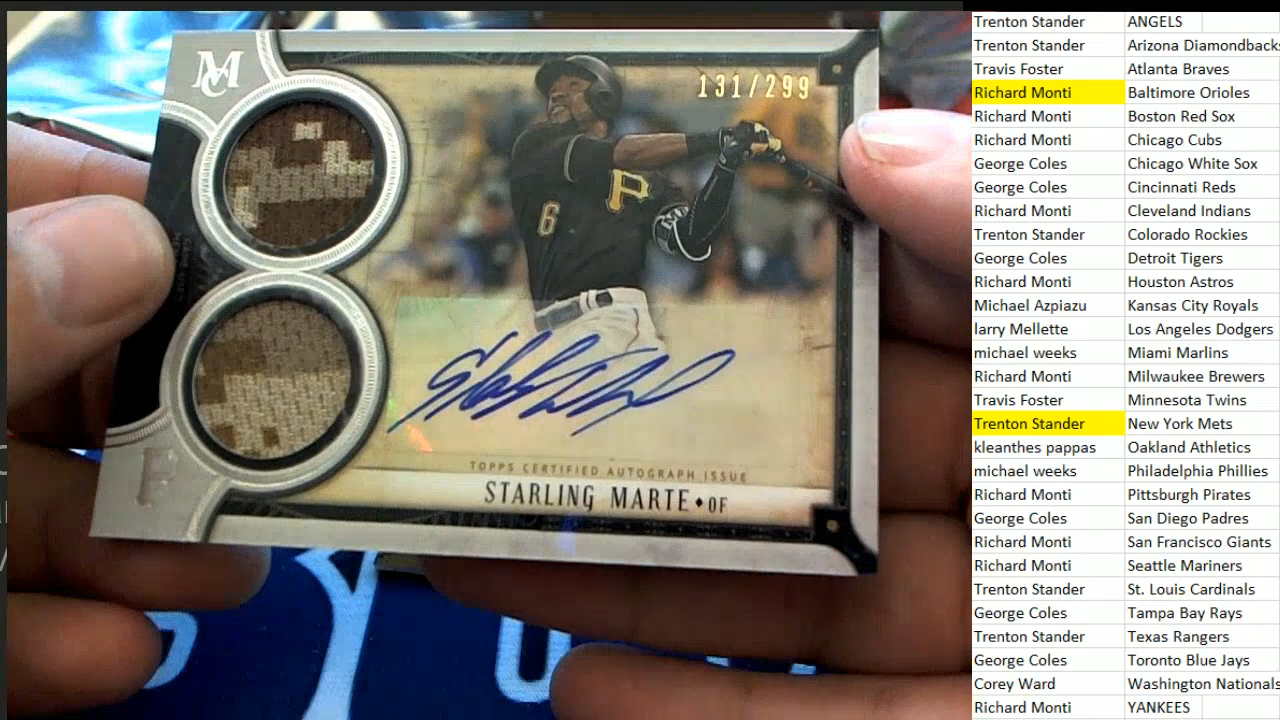 MC
131/299
P
6
TOPPS CERTIFIED AUTOGRAPH ISSUE
STARLING MARTE ♦ OF
P
Trenton Stander ANGELS
Trenton Stander Arizona Diamondbacks
Travis Foster Atlanta Braves
Richard Monti Baltimore Orioles
Richard Monti Boston Red Sox
Richard Monti Chicago Cubs
George Coles Chicago White Sox
George Coles Cincinnati Reds
Richard Monti Cleveland Indians
Trenton Stander Colorado Rockies
George Coles Detroit Tigers
Richard Monti Houston Astros
Michael Azpiazu Kansas City Royals
larry Mellette Los Angeles Dodgers
michael weeks Miami Marlins
Richard Monti Milwaukee Brewers
Travis Foster Minnesota Twins
Trenton Stander New York Mets
kleanthes pappas Oakland Athletics
michael weeks Philadelphia Phillies
Richard Monti Pittsburgh Pirates
George Coles San Diego Padres
Richard Monti San Francisco Giants
Richard Monti Seattle Mariners
Trenton Stander St. Louis Cardinals
George Coles Tampa Bay Rays
Trenton Stander Texas Rangers
George Coles Toronto Blue Jays
Corey Ward Washington Nationals
Richard Monti YANKEES